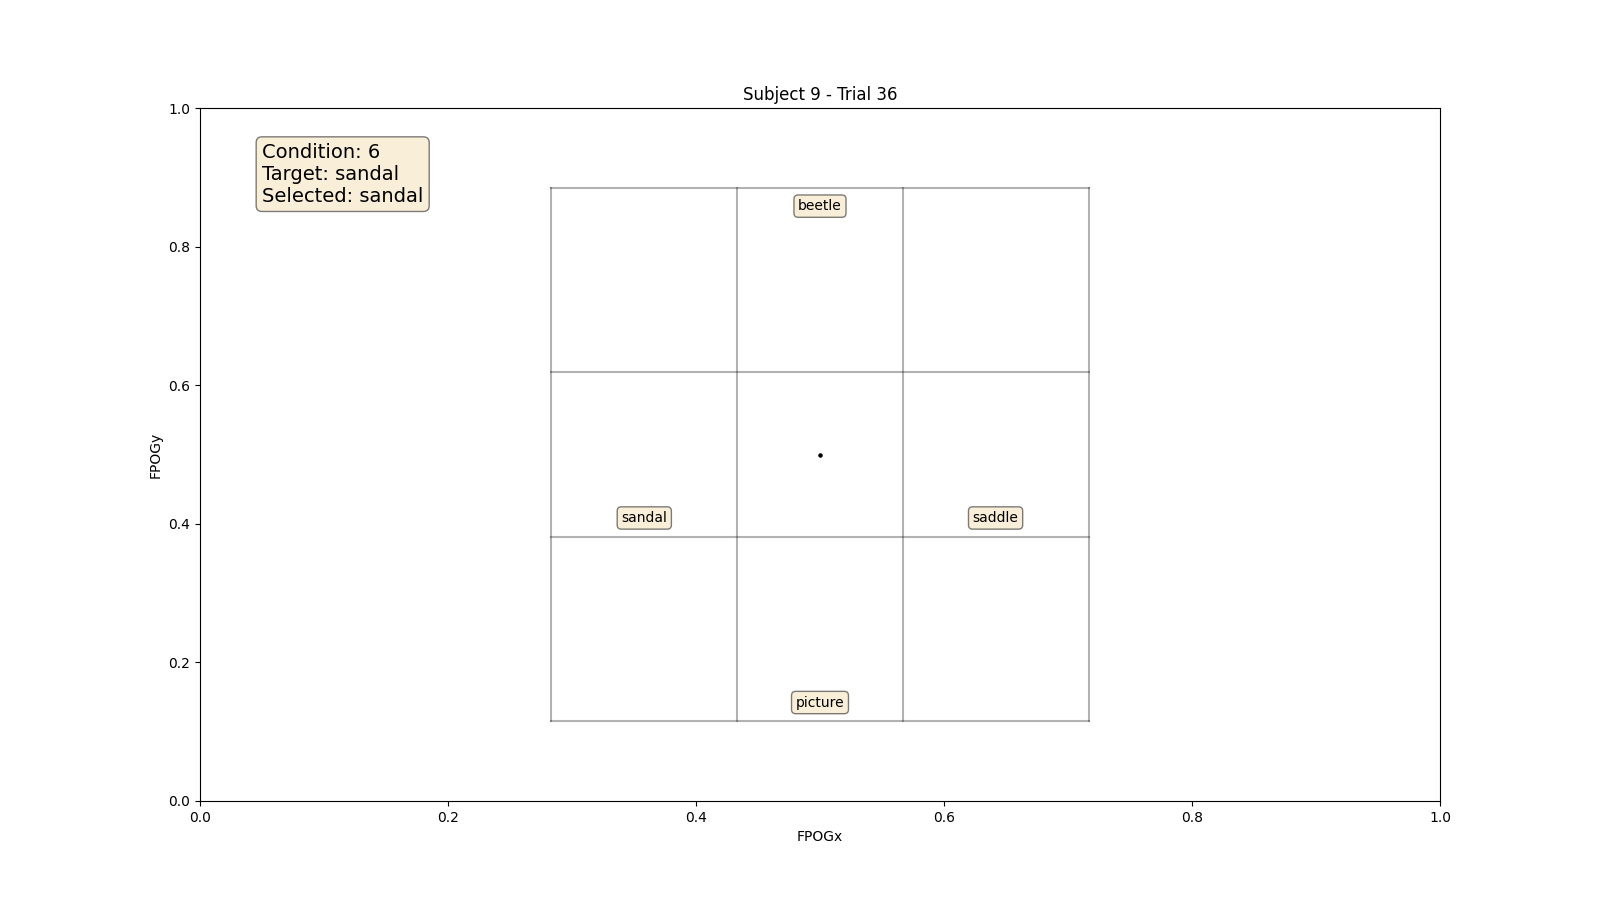 Subject 9 - Trial 36
1.0
Condition: 6
Target: sandal
Selected: sandal
beetle
0.8
0.6
FPOGy
sandal
saddle
0.4
picture
0.2
0.0
0.0 0.2 0.4 0.6 0.8 1.0
FPOGx